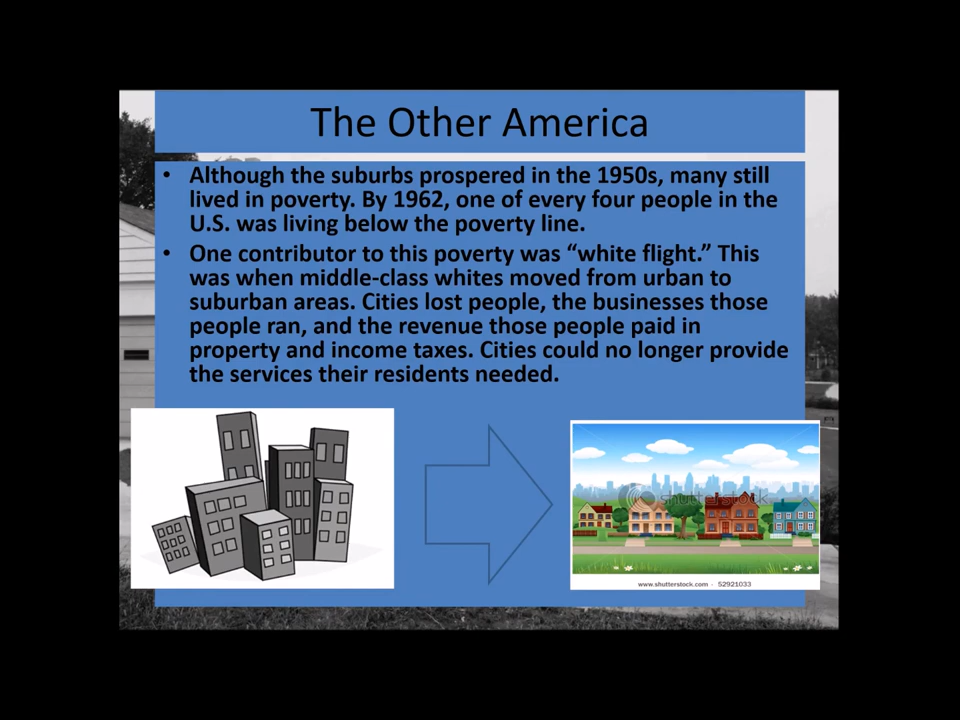 The Other America
• Although the suburbs prospered in the 1950s, many still
lived in poverty. By 1962, one of every four people in the
U.S. was living below the poverty line.
• One contributor to this poverty was “white flight.” This
was when middle-class whites moved from urban to
suburban areas. Cities lost people, the businesses those
people ran, and the revenue those people paid in
property and income taxes. Cities could no longer provide
the services their residents needed.
shutterstock
www.shutterstock.com · 52921033